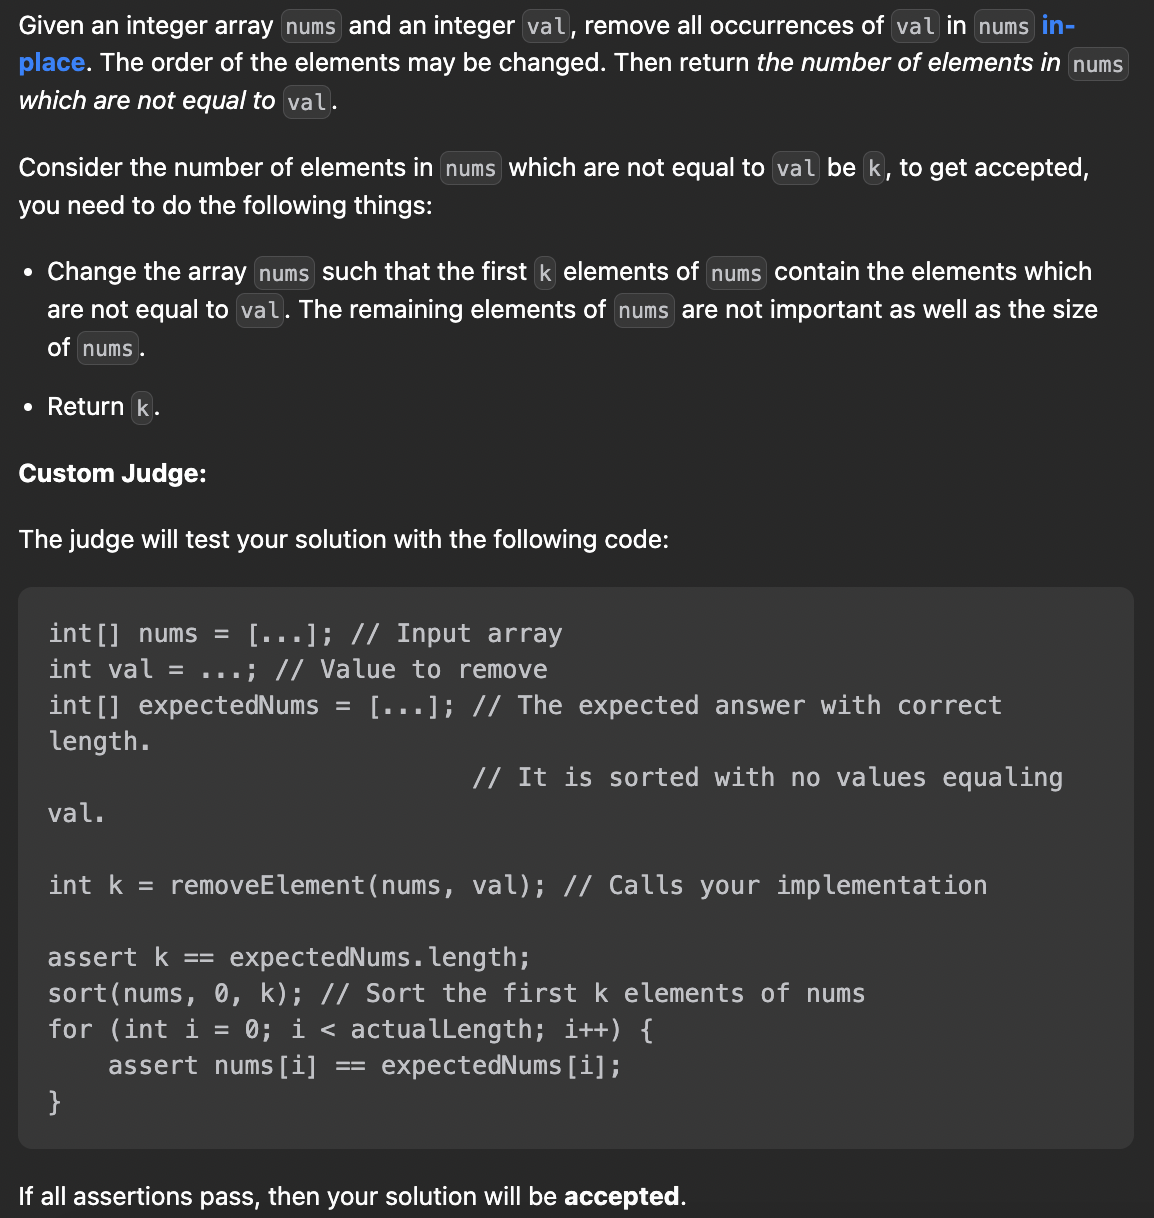 Given an integer array nums and an integer val, remove all occurrences of val in nums in-
place. The order of the elements may be changed. Then return the number of elements in nums
which are not equal to val.
Consider the number of elements in nums which are not equal to val be k, to get accepted,
you need to do the following things:
• Change the array nums such that the first k elements of nums contain the elements which
are not equal to val. The remaining elements of nums are not important as well as the size
of nums.
• Return k.
Custom Judge:
The judge will test your solution with the following code:
int[] nums = [...]; // Input array
int val = ...; // Value to remove
int[] expectedNums = [...]; // The expected answer with correct
length.
// It is sorted with no values equaling
val.
int k = removeElement(nums, val); // Calls your implementation
assert k == expectedNums.length;
sort(nums, 0, k); // Sort the first k elements of nums
for (int i = 0; i < actualLength; i++) {
    assert nums[i] == expectedNums[i];
}
If all assertions pass, then your solution will be accepted.